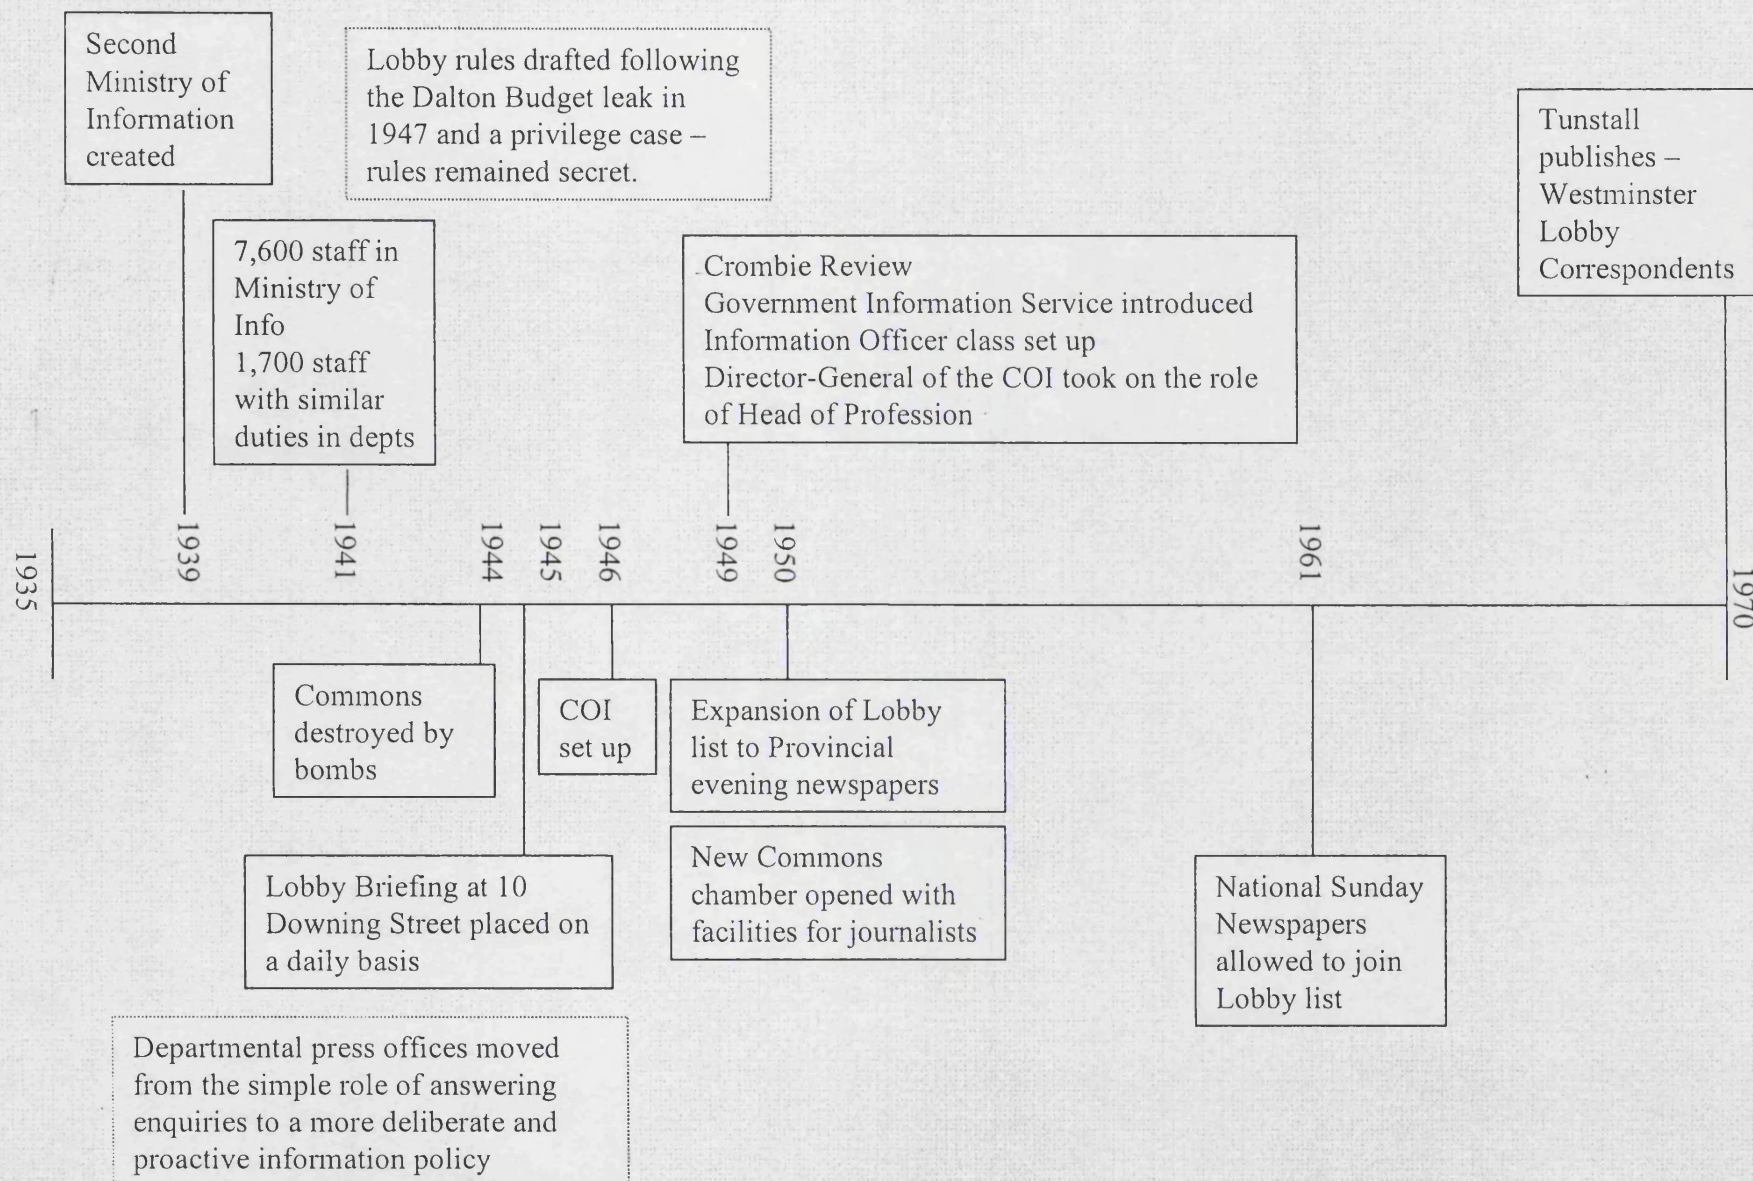 Second
Ministry of
Information
created
Lobby rules drafted following
the Dalton Budget leak in
1947 and a privilege case –
rules remained secret.
Tunstall
publishes –
Westminster
Lobby
Correspondents
7,600 staff in
Ministry of
Info
1,700 staff
with similar
duties in depts
Crombie Review
Government Information Service introduced
Information Officer class set up
Director-General of the COI took on the role
of Head of Profession
1935
1939
1941
1944
1945
1946
1949
1950
1961
1970
Commons
destroyed by
bombs
COI
set up
Expansion of Lobby
list to Provincial
evening newspapers
Lobby Briefing at 10
Downing Street placed on
a daily basis
New Commons
chamber opened with
facilities for journalists
National Sunday
Newspapers
allowed to join
Lobby list
Departmental press offices moved
from the simple role of answering
enquiries to a more deliberate and
proactive information policy